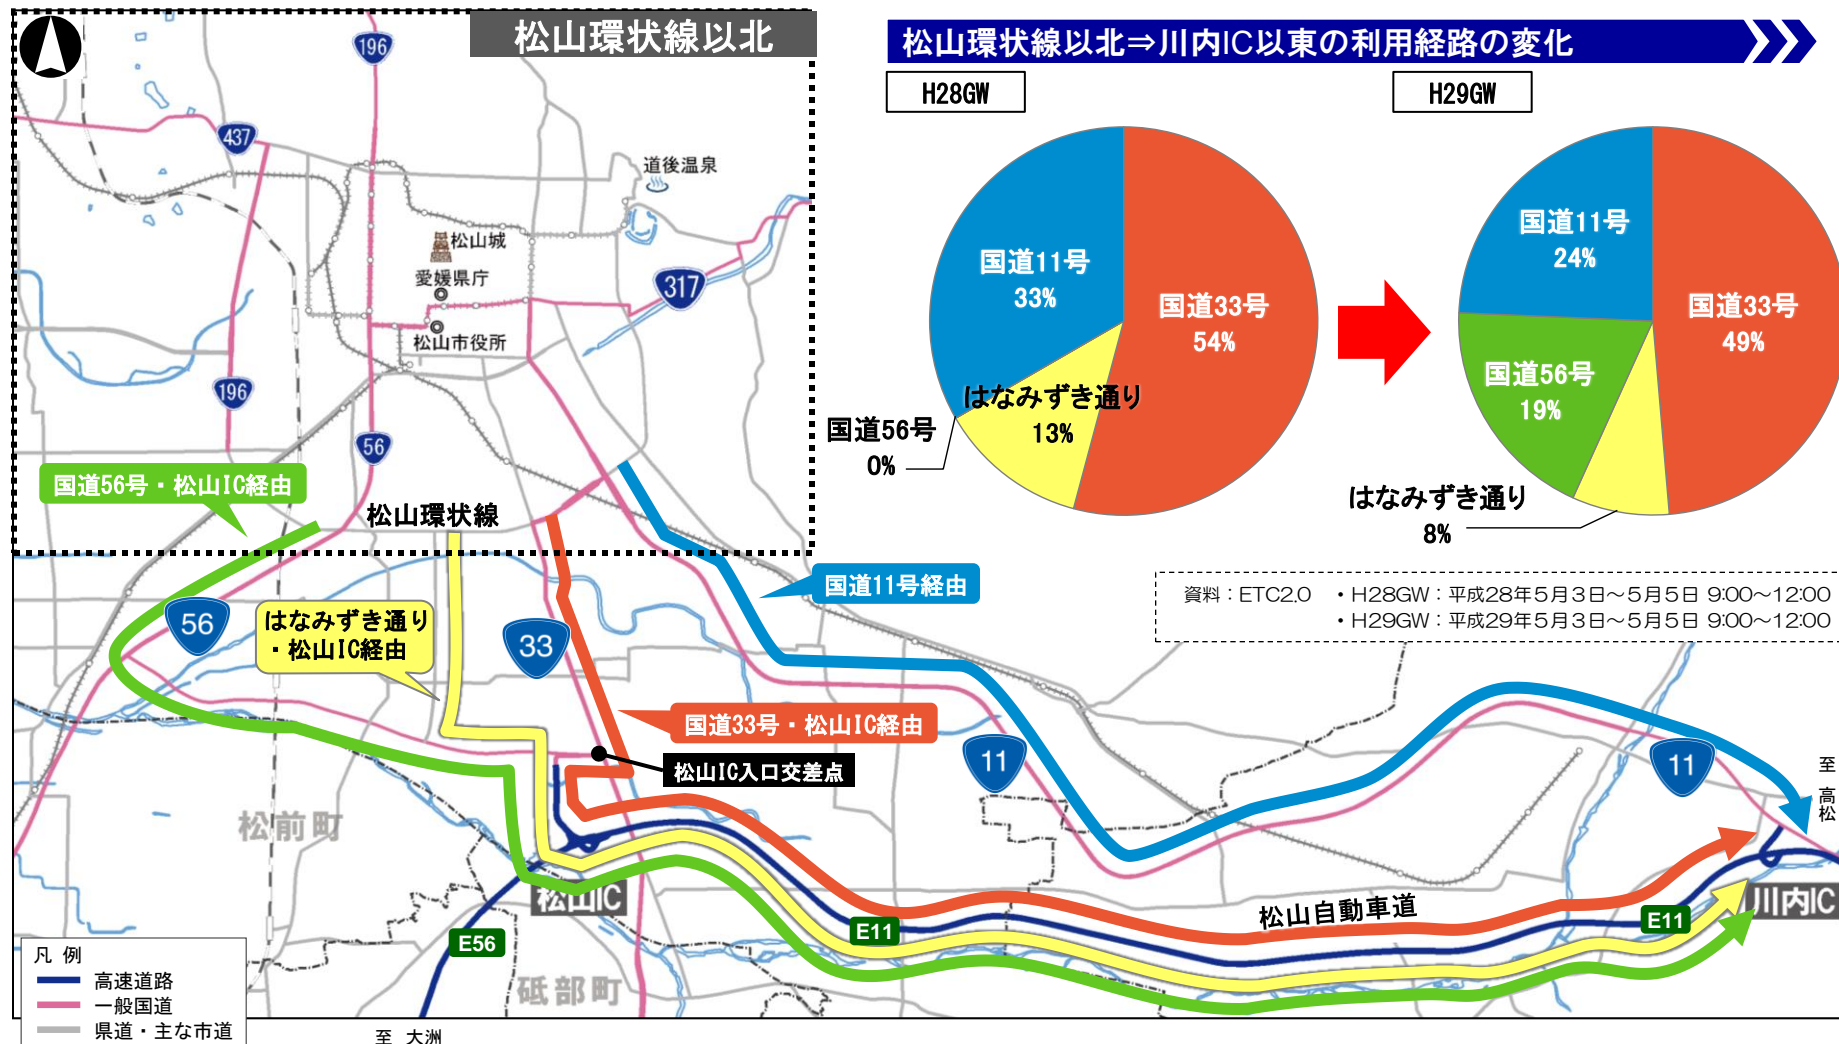 松山環状線以北
松山環状線以北⇒川内IC以東の利用経路の変化
H28GW
H29GW
国道11号
33%
国道33号
54%
はなみずき通り
13%
国道56号
0%
国道11号
24%
国道33号
49%
国道56号
19%
はなみずき通り
8%
資料：ETC2.0 ・H28GW：平成28年5月3日～5月5日 9:00～12:00
・H29GW：平成29年5月3日～5月5日 9:00～12:00
196
437
道後温泉
松山城
愛媛県庁
317
松山市役所
196
56
国道56号・松山IC経由
松山環状線
国道11号経由
56
はなみずき通り
・松山IC経由
33
国道33号・松山IC経由
松山IC入口交差点
11
11
至
高松
松前町
松山IC
川内IC
松山自動車道
E11
E11
E56
砥部町
凡 例
高速道路
一般国道
県道・主な市道
至 大洲